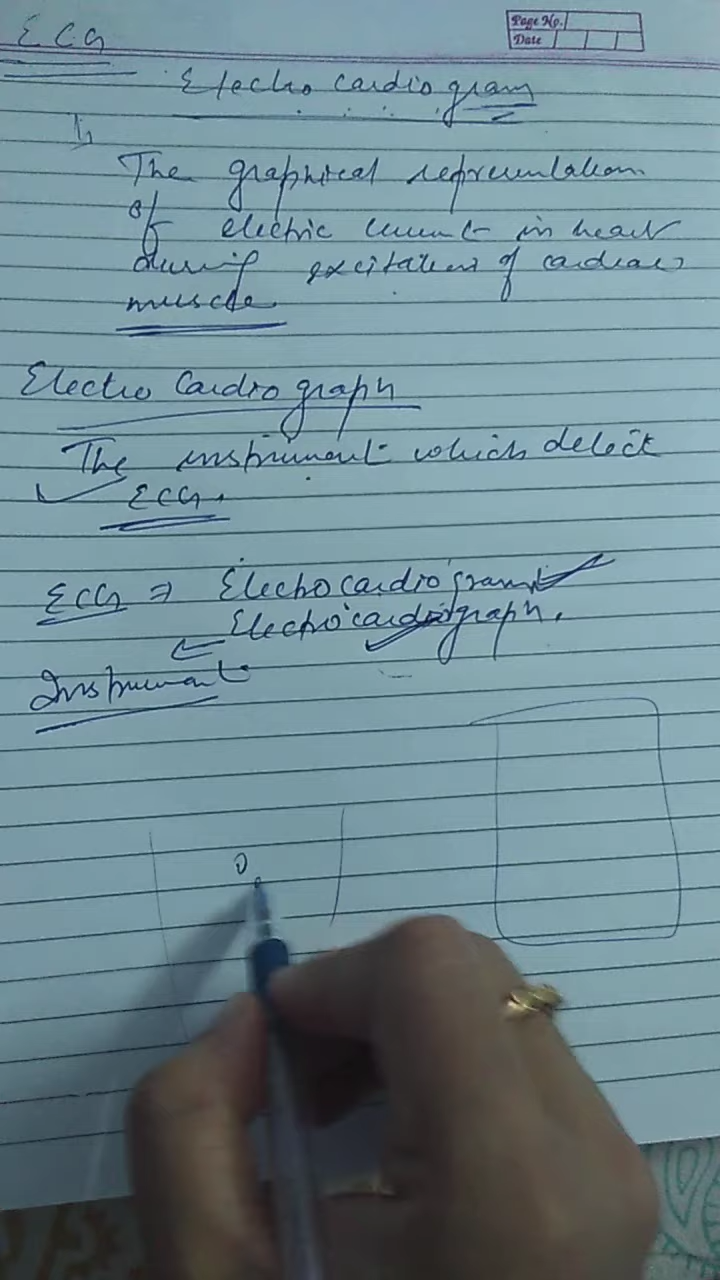 Page No.
Date
ECG
Electro cardiogram
The graphical representation
of electric current in heart
during excitation of cardiac
muscle
Electro Cardiograph
The instrument which detect
ECG.
ECG ⇒ Electrocardiogram
Electrocardiograph.
Instrument